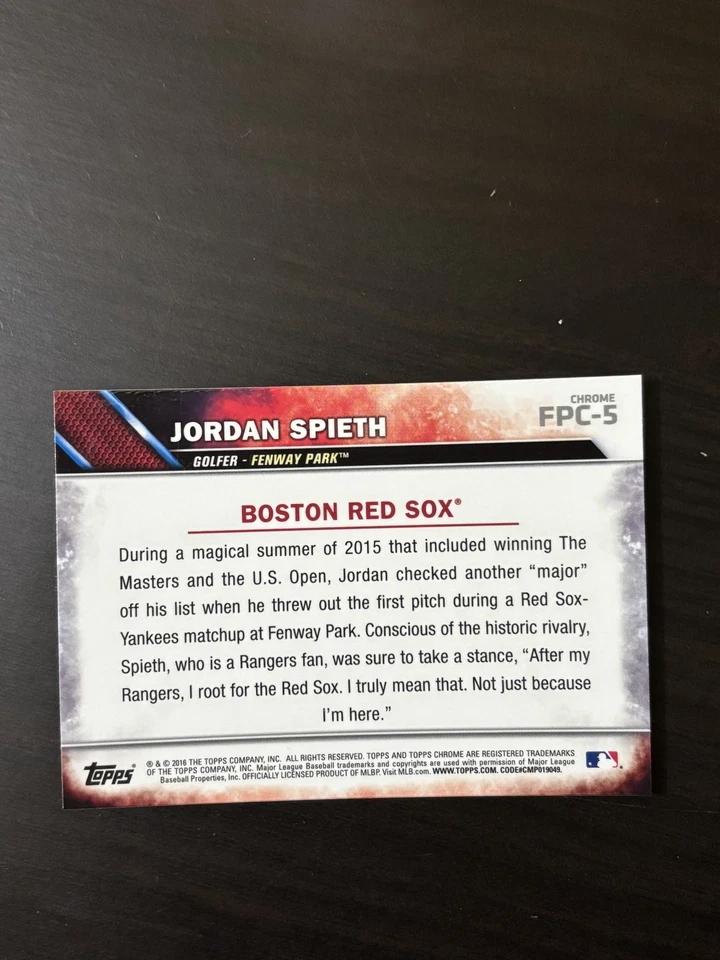 CHROME
FPC-5
JORDAN SPIETH
GOLFER - FENWAY PARK™
BOSTON RED SOX®
During a magical summer of 2015 that included winning The
Masters and the U.S. Open, Jordan checked another “major”
off his list when he threw out the first pitch during a Red Sox-
Yankees matchup at Fenway Park. Conscious of the historic rivalry,
Spieth, who is a Rangers fan, was sure to take a stance, “After my
Rangers, I root for the Red Sox. I truly mean that. Not just because
I’m here.”
topps®
® & © 2016 THE TOPPS COMPANY, INC. ALL RIGHTS RESERVED. TOPPS AND TOPPS CHROME ARE REGISTERED TRADEMARKS
OF THE TOPPS COMPANY, INC. Major League Baseball trademarks and copyrights are used with permission of Major League
Baseball Properties, Inc. OFFICIALLY LICENSED PRODUCT OF MLBP. Visit MLB.com. WWW.TOPPS.COM. CODE#CMP019049.